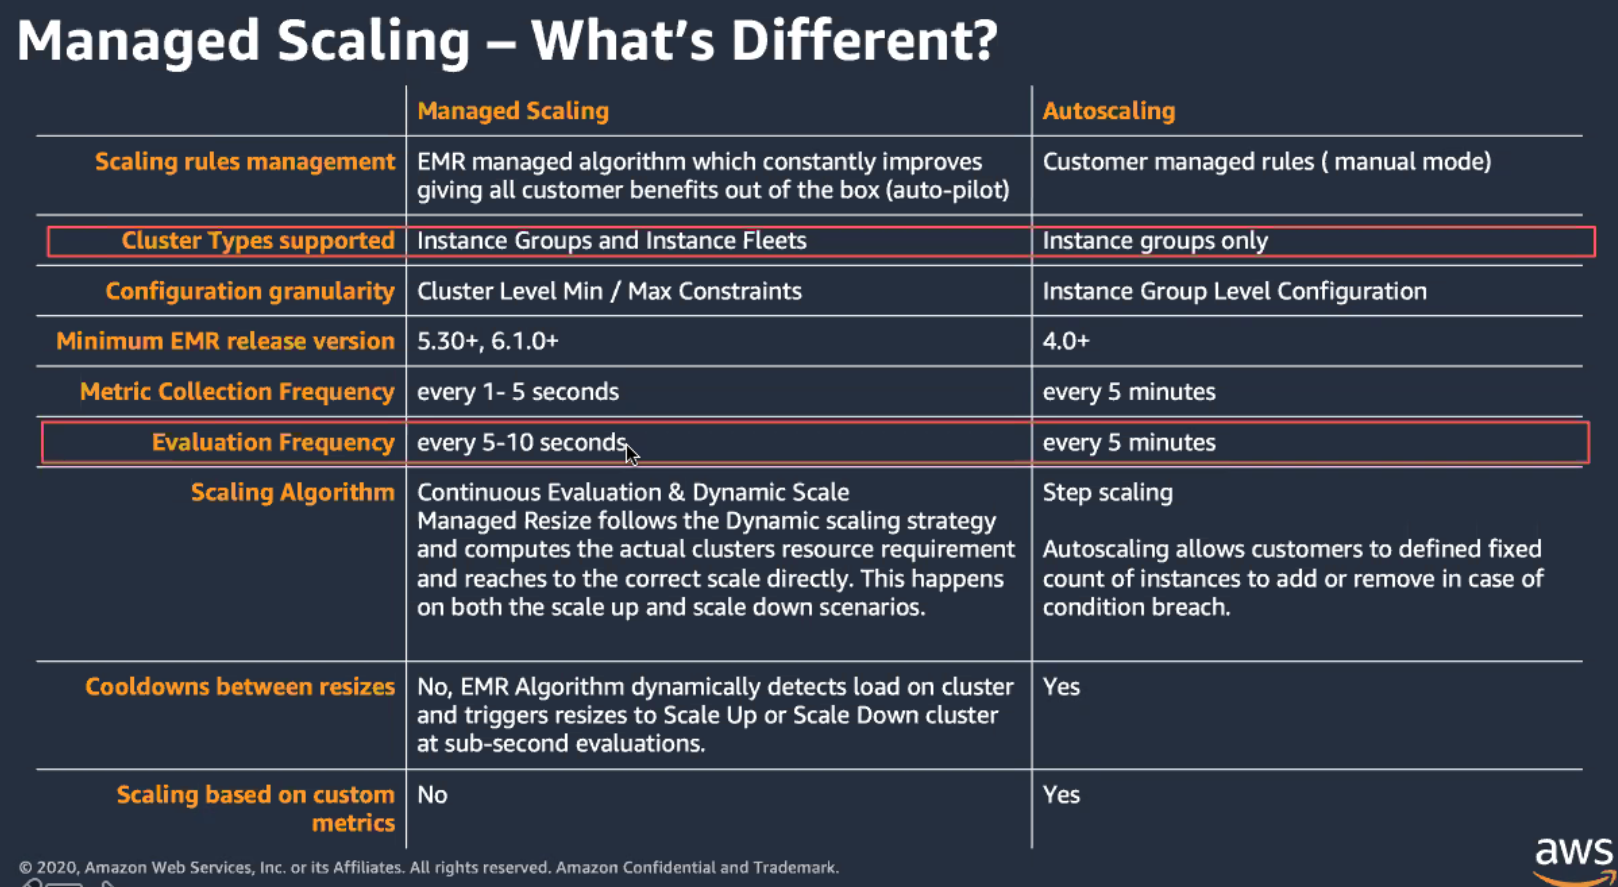 Managed Scaling – What's Different?
Managed Scaling
Autoscaling
Scaling rules management
EMR managed algorithm which constantly improves
giving all customer benefits out of the box (auto-pilot)
Customer managed rules ( manual mode)
Cluster Types supported
Instance Groups and Instance Fleets
Instance groups only
Configuration granularity
Cluster Level Min / Max Constraints
Instance Group Level Configuration
Minimum EMR release version
5.30+, 6.1.0+
4.0+
Metric Collection Frequency
every 1- 5 seconds
every 5 minutes
Evaluation Frequency
every 5-10 seconds
every 5 minutes
Scaling Algorithm
Continuous Evaluation & Dynamic Scale
Managed Resize follows the Dynamic scaling strategy
and computes the actual clusters resource requirement
and reaches to the correct scale directly. This happens
on both the scale up and scale down scenarios.
Step scaling
Autoscaling allows customers to defined fixed
count of instances to add or remove in case of
condition breach.
Cooldowns between resizes
No, EMR Algorithm dynamically detects load on cluster
and triggers resizes to Scale Up or Scale Down cluster
at sub-second evaluations.
Yes
Scaling based on custom
metrics
No
Yes
© 2020, Amazon Web Services, Inc. or its Affiliates. All rights reserved. Amazon Confidential and Trademark.
aws